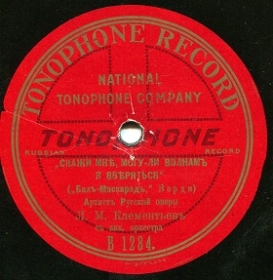 TONOPHONE RECORD
NATIONAL
TONOPHONE COMPANY
TONOPHONE
RUSSIAN RECORD
„СКАЖИ МНѢ, МОГУ-ЛИ ВОЛНАМЪ
Я ВВѢРИТЬСЯ"
(„Балъ-Маскарадъ," Верди)
Артистъ Русской оперы
М. М. Клементьевъ
съ акк. оркестра
B 1284.